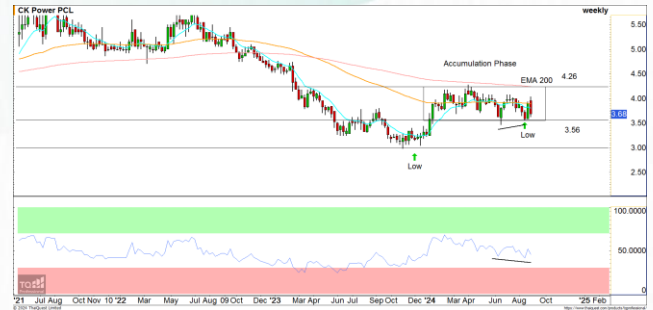 CK Power PCL weekly
5.50
5.00
4.50
4.00
3.68
3.50
3.00
2.50
Accumulation Phase
EMA 200 4.26
Low 3.56
Low
100.0000
50.0000
0
'21 Jul Aug Oct Nov 10 '22 Mar Apr Jun Jul Aug 09 Oct Dec '23 Mar Apr Jun Jul Sep Oct Dec '24 Mar Apr Jun Jul Aug Oct '25 Feb